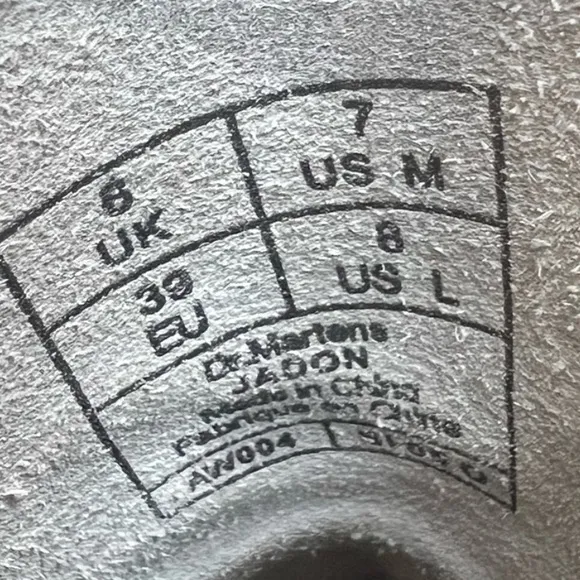 6
UK
7
US M
39
EU
8
US L
Dr.Martens
JADON
Made in China
Fabriqué en Chine
AW004